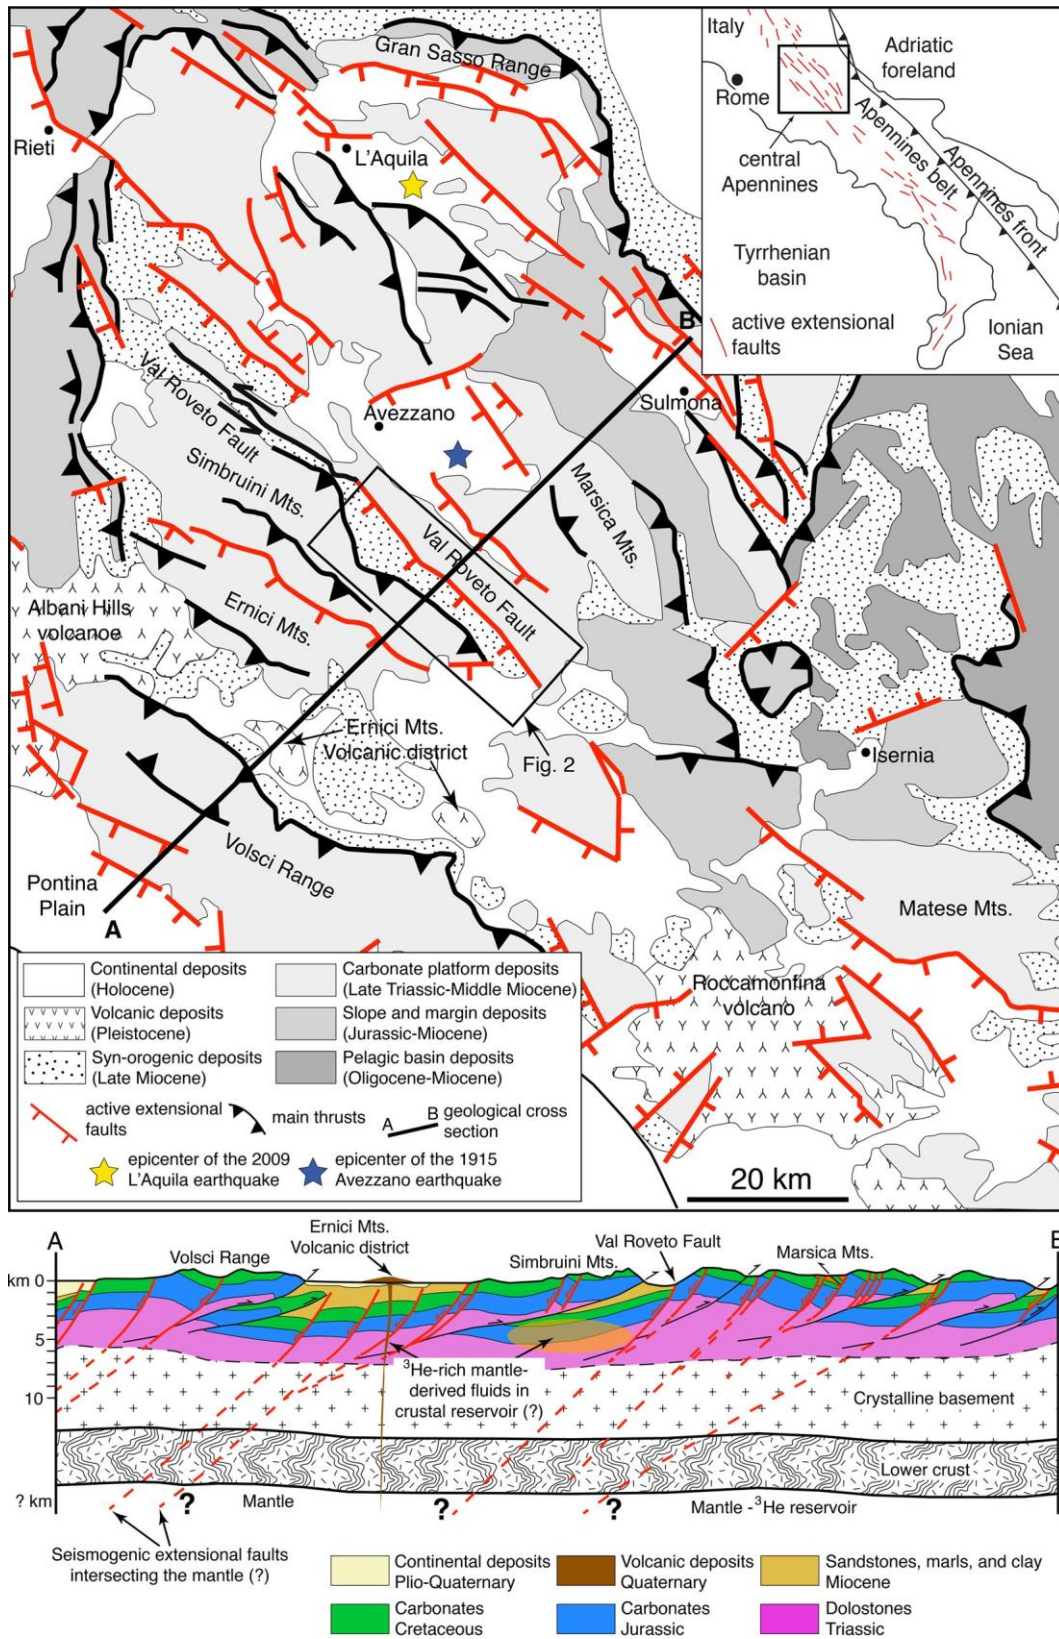 Italy
Adriatic
foreland
Rome
central
Apennines
Apennines belt
Apennines front
Tyrrhenian
basin
active extensional
faults
Ionian
Sea
Gran Sasso Range
Rieti
L'Aquila
B
Sulmona
Val Roveto Fault
Avezzano
Simbruini Mts.
Marsica Mts.
Val Roveto Fault
Albani Hills
volcanoe
Ernici Mts.
Ernici Mts.
Volcanic district
Fig. 2
Isernia
Volsci Range
Pontina
Plain
A
Matese Mts.
Roccamonfina
volcano
Continental deposits
(Holocene)
Carbonate platform deposits
(Late Triassic-Middle Miocene)
Volcanic deposits
(Pleistocene)
Slope and margin deposits
(Jurassic-Miocene)
Syn-orogenic deposits
(Late Miocene)
Pelagic basin deposits
(Oligocene-Miocene)
active extensional
faults
main thrusts
A B geological cross
section
epicenter of the 2009
L'Aquila earthquake
epicenter of the 1915
Avezzano earthquake
20 km
A
Volsci Range
Ernici Mts.
Volcanic district
Simbruini Mts.
Val Roveto Fault
Marsica Mts.
km 0
5
10
³He-rich mantle-
derived fluids in
crustal reservoir (?)
Crystalline basement
Lower crust
? km
?
Mantle
?
?
Mantle - ³He reservoir
Seismogenic extensional faults
intersecting the mantle (?)
Continental deposits
Plio-Quaternary
Volcanic deposits
Quaternary
Sandstones, marls, and clay
Miocene
Carbonates
Cretaceous
Carbonates
Jurassic
Dolostones
Triassic